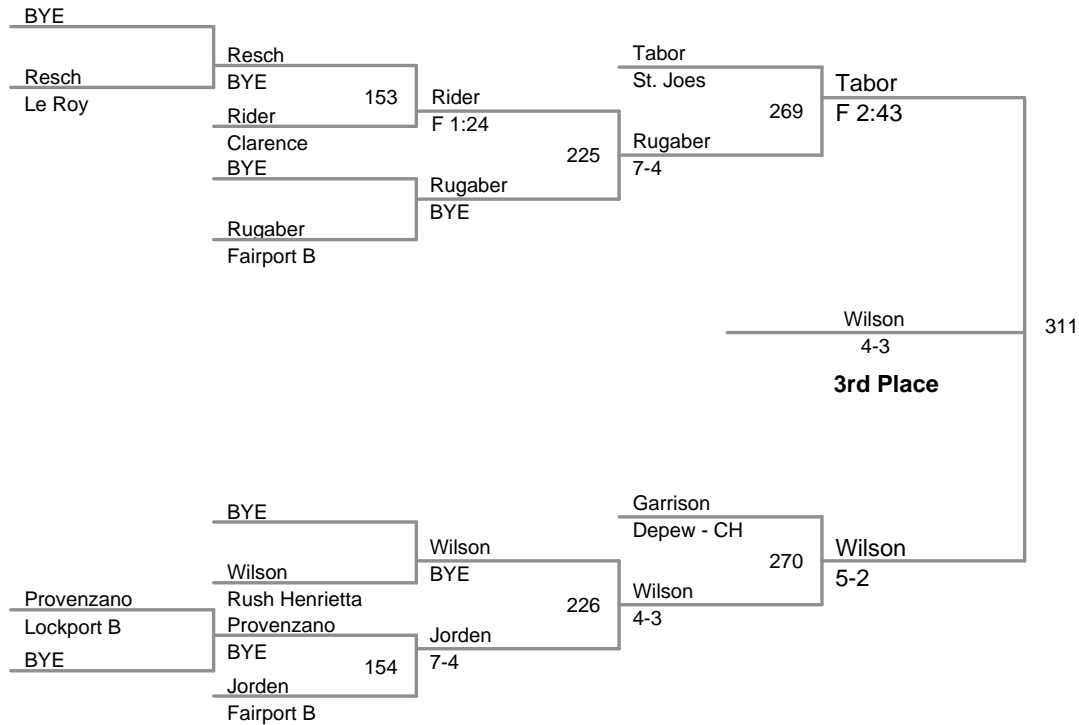 BYE
Resch
Le Roy
Resch
BYE
153
Rider
Clarence
BYE
Rugaber
Fairport B
Rider
F 1:24
225
Rugaber
BYE
Tabor
St. Joes
269
Rugaber
7-4
Tabor
F 2:43
Wilson
4-3
3rd Place
311
BYE
Wilson
Rush Henrietta
Provenzano
Lockport B
BYE
Provenzano
BYE
154
Jorden
Fairport B
Wilson
BYE
226
Jorden
7-4
Garrison
Depew - CH
270
Wilson
4-3
Wilson
5-2